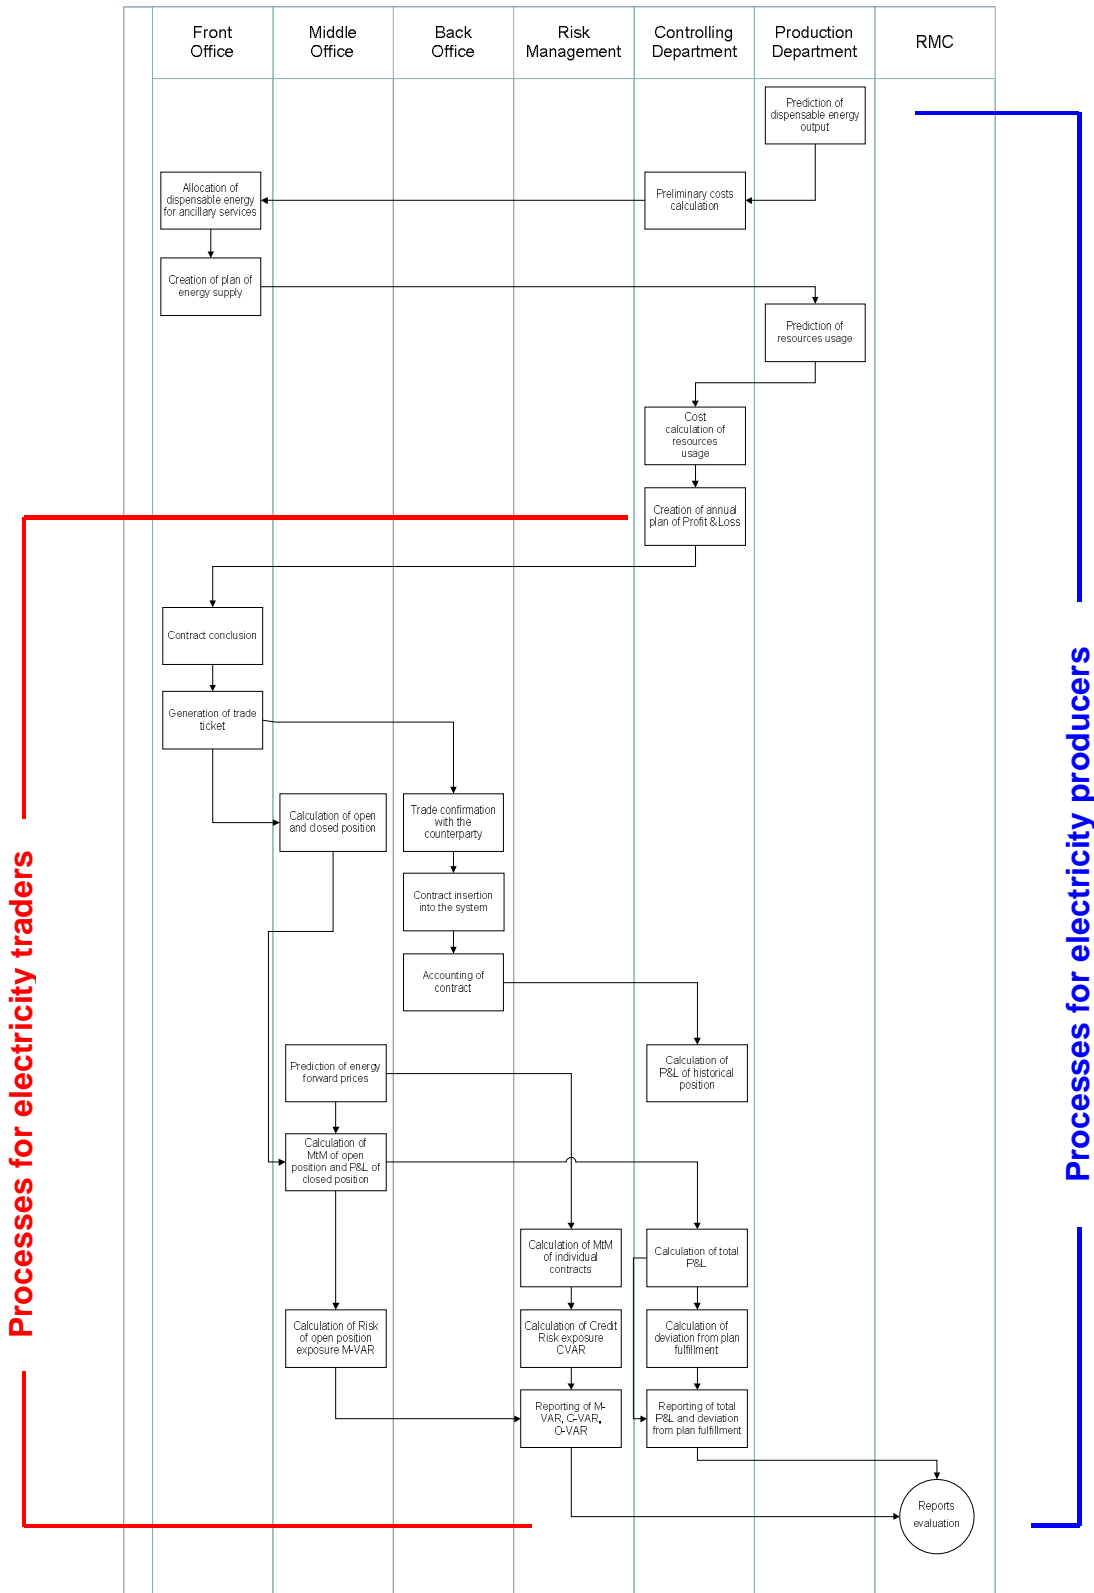 Front
Office
Middle
Office
Back
Office
Risk
Management
Controlling
Department
Production
Department
RMC
Prediction of
dispensable energy
output
Allocation of
dispensable energy
for ancillary services
Preliminary costs
calculation
Creation of plan of
energy supply
Prediction of
resources usage
Cost
calculation of
resources
usage
Creation of annual
plan of Profit & Loss
Contract conclusion
Generation of trade
ticket
Calculation of open
and closed position
Trade confirmation
with the
counterparty
Contract insertion
into the system
Accounting of
contract
Prediction of energy
forward prices
Calculation of
P&L of historical
position
Calculation of
MtM of open
position and P&L of
closed position
Calculation of MtM
of individual
contracts
Calculation of total
P&L
Calculation of Risk
of open position
exposure M-VAR
Calculation of Credit
Risk exposure
CVAR
Calculation of
deviation from plan
fulfillment
Reporting of M-
VAR, C-VAR,
O-VAR
Reporting of total
P&L and deviation
from plan fulfillment
Reports
evaluation
Processes for electricity traders
Processes for electricity producers